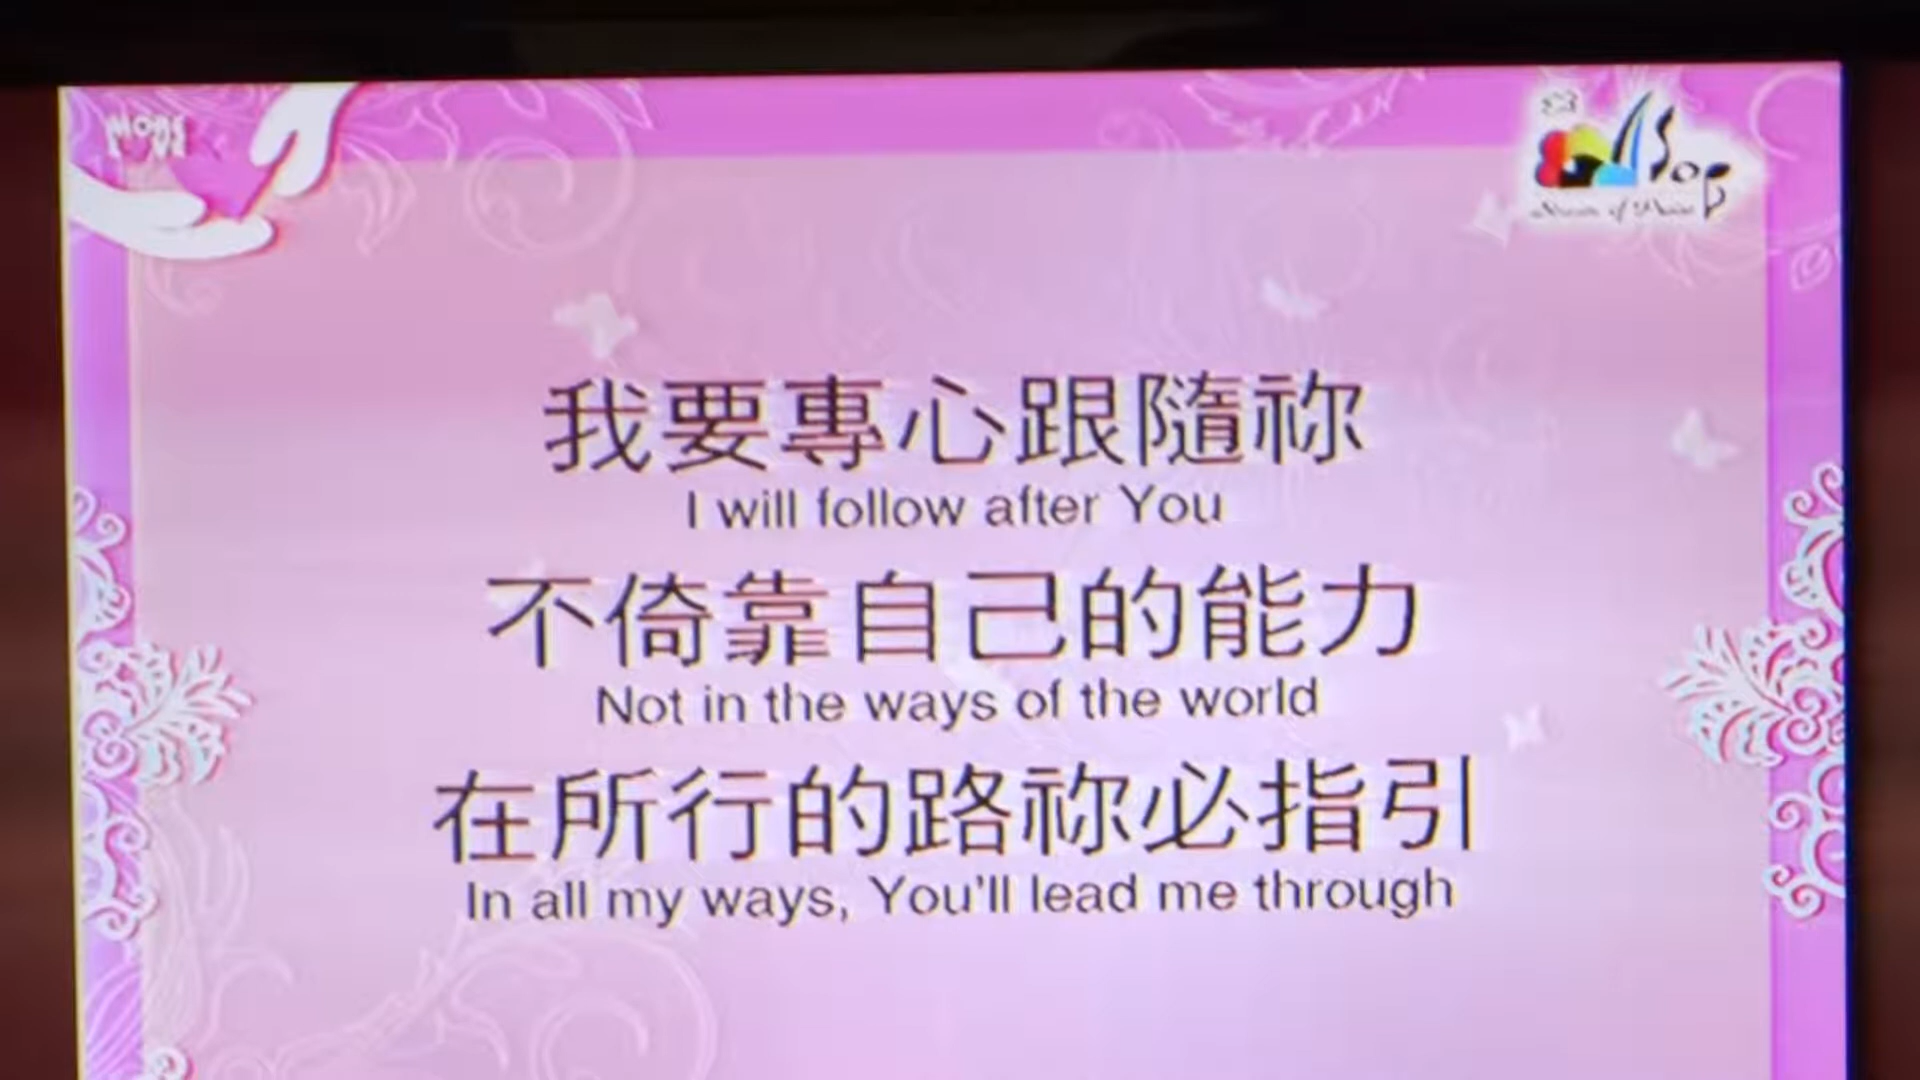 Sop
我要專心跟隨祢
I will follow after You
不倚靠自己的能力
Not in the ways of the world
在所行的路祢必指引
In all my ways, You'll lead me through